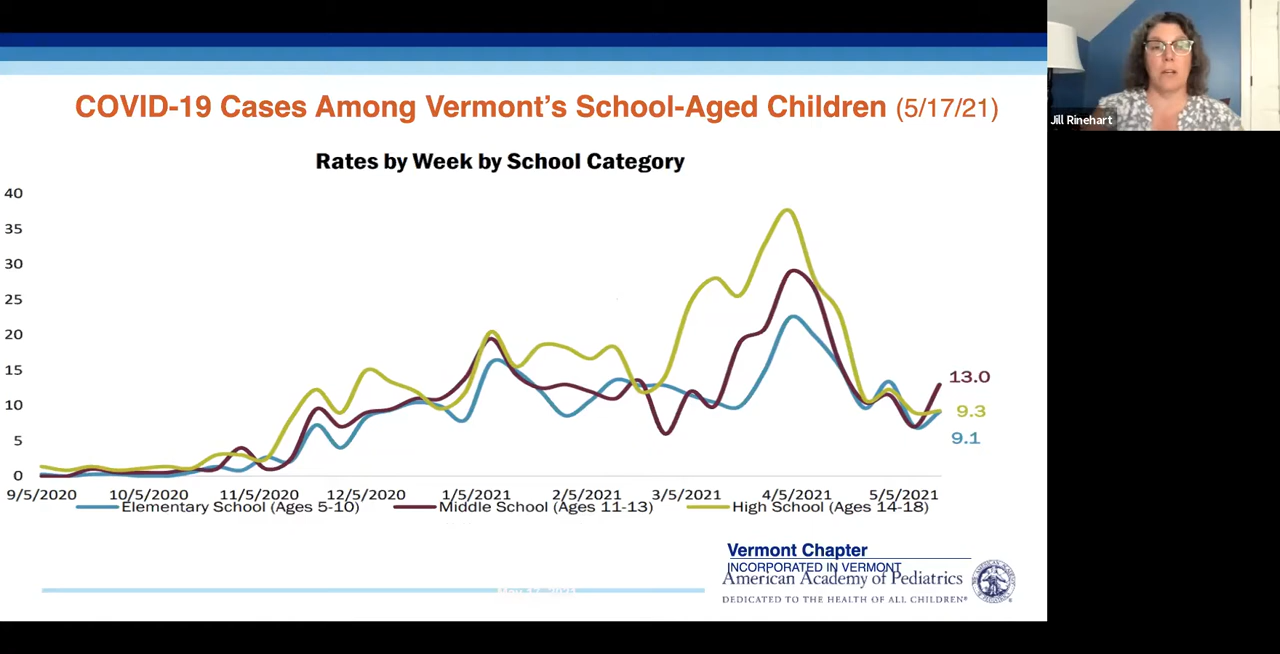 COVID-19 Cases Among Vermont's School-Aged Children (5/17/21)
Jill Rinehart
Rates by Week by School Category
40
35
30
25
20
15
10
5
0
13.0
9.3
9.1
9/5/2020 10/5/2020 11/5/2020 12/5/2020 1/5/2021 2/5/2021 3/5/2021 4/5/2021 5/5/2021
Elementary School (Ages 5-10) Middle School (Ages 11-13) High School (Ages 14-18)
Vermont Chapter
INCORPORATED IN VERMONT
American Academy of Pediatrics
DEDICATED TO THE HEALTH OF ALL CHILDREN®
May 17, 2021